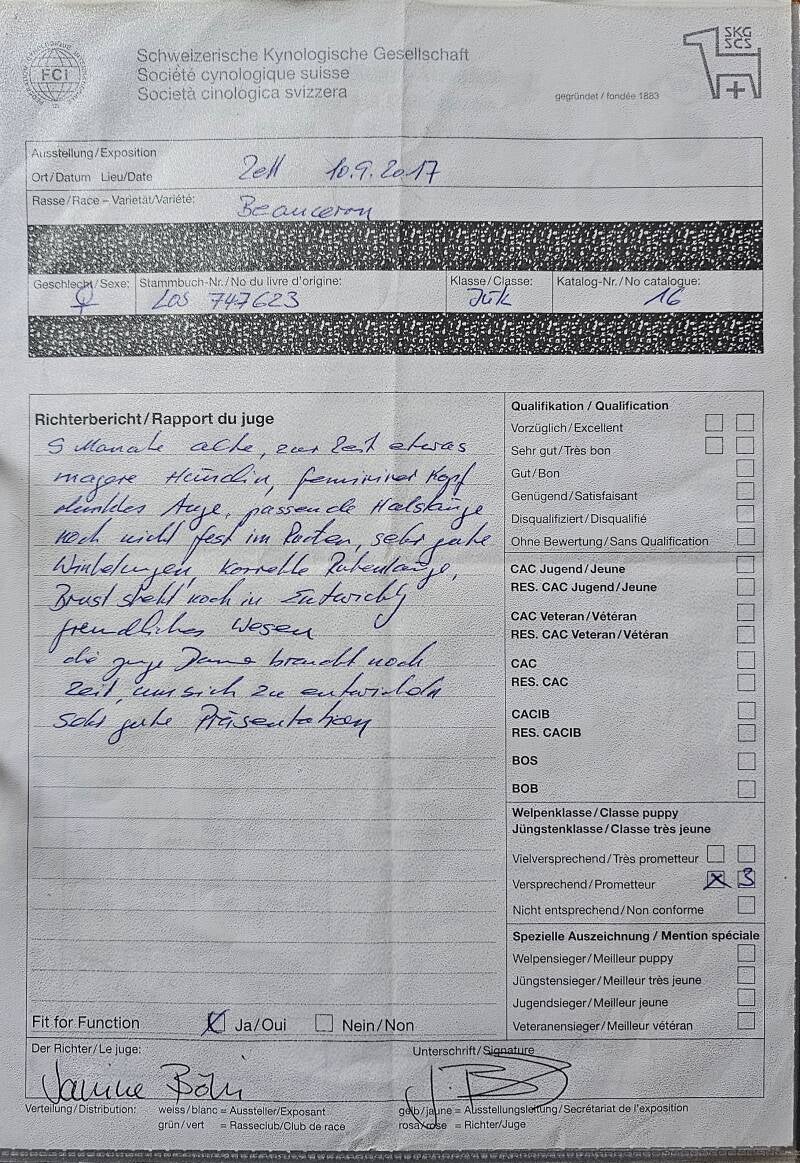 FCI
Schweizerische Kynologische Gesellschaft
Société cynologique suisse
Società cinologica svizzera
gegründet / fondée 1883
SKG
SCS
Ausstellung/Exposition
Ort/Datum Lieu/Date Zell 10.9.2017
Rasse/Race – Varietät/Variété: Beauceron
Geschlecht/Sexe: ♀
Stammbuch-Nr./No du livre d'origine: LOS 747623
Klasse/Classe: JüK
Katalog-Nr./No catalogue: 16
Richterbericht/Rapport du juge
9 Monate alte, zur Zeit etwas
magere Hündin, femininer Kopf
dunkles Auge, passende Halslänge
noch nicht fest im Rücken, sehr gute
Winkelungen, korrekte Rutenlänge,
Brust steht noch in Entwickl
freundliches Wesen
die junge Dame braucht noch
Zeit, um sich zu entwickeln
Sehr gute Präsentation
Qualifikation / Qualification
Vorzüglich/Excellent
Sehr gut/Très bon
Gut/Bon
Genügend/Satisfaisant
Disqualifiziert/Disqualifié
Ohne Bewertung/Sans Qualification
CAC Jugend/Jeune
RES. CAC Jugend/Jeune
CAC Veteran/Vétéran
RES. CAC Veteran/Vétéran
CAC
RES. CAC
CACIB
RES. CACIB
BOS
BOB
Welpenklasse/Classe puppy
Jüngstenklasse/Classe très jeune
Vielversprechend/Très prometteur
Versprechend/Prometteur X 3
Nicht entsprechend/Non conforme
Spezielle Auszeichnung / Mention spéciale
Welpensieger/Meilleur puppy
Jüngstensieger/Meilleur très jeune
Jugendsieger/Meilleur jeune
Veteranensieger/Meilleur vétéran
Fit for Function X Ja/Oui Nein/Non
Der Richter/Le juge:
Janine Böhi
Unterschrift/Signature
Verteilung/Distribution: weiss/blanc = Aussteller/Exposant
grün/vert = Rasseclub/Club de race
gelb/jaune = Ausstellungsleitung/Secrétariat de l'exposition
rosa/rose = Richter/Juge